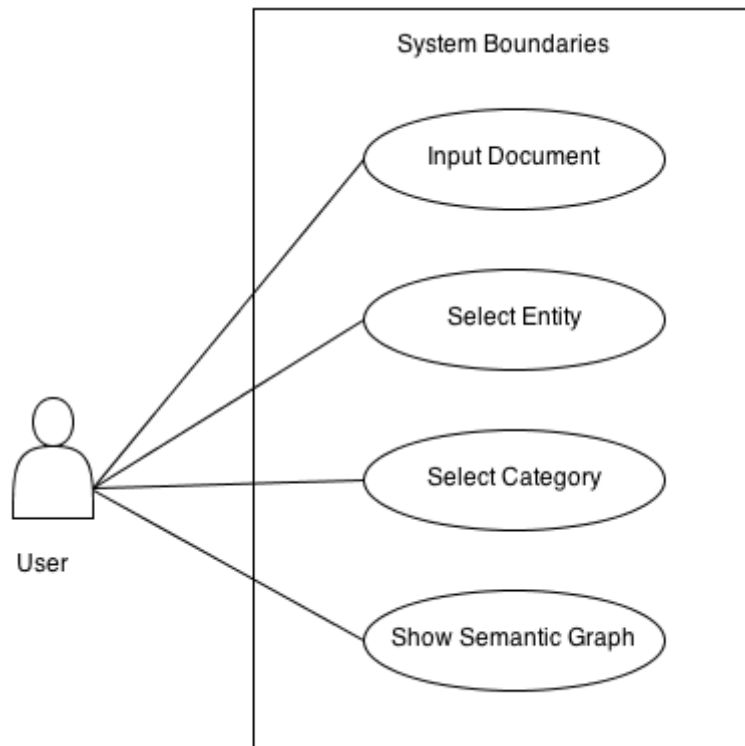 System Boundaries
Input Document
Select Entity
Select Category
User
Show Semantic Graph